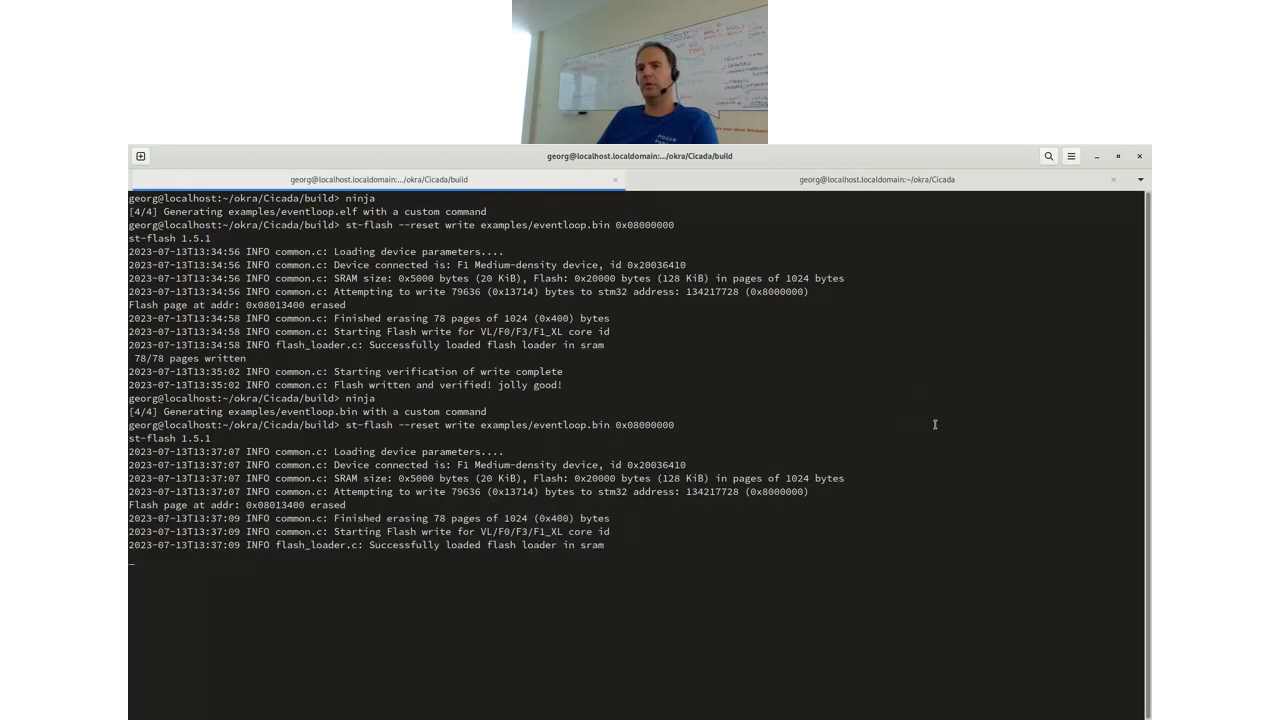 georg@localhost.localdomain:.../okra/Cicada/build
georg@localhost.localdomain:.../okra/Cicada/build
georg@localhost.localdomain:~/okra/Cicada
georg@localhost:~/okra/Cicada/build> ninja
[4/4] Generating examples/eventloop.elf with a custom command
georg@localhost:~/okra/Cicada/build> st-flash --reset write examples/eventloop.bin 0x08000000
st-flash 1.5.1
2023-07-13T13:34:56 INFO common.c: Loading device parameters....
2023-07-13T13:34:56 INFO common.c: Device connected is: F1 Medium-density device, id 0x20036410
2023-07-13T13:34:56 INFO common.c: SRAM size: 0x5000 bytes (20 KiB), Flash: 0x20000 bytes (128 KiB) in pages of 1024 bytes
2023-07-13T13:34:56 INFO common.c: Attempting to write 79636 (0x13714) bytes to stm32 address: 134217728 (0x8000000)
Flash page at addr: 0x08013400 erased
2023-07-13T13:34:58 INFO common.c: Finished erasing 78 pages of 1024 (0x400) bytes
2023-07-13T13:34:58 INFO common.c: Starting Flash write for VL/F0/F3/F1_XL core id
2023-07-13T13:34:58 INFO flash_loader.c: Successfully loaded flash loader in sram
78/78 pages written
2023-07-13T13:35:02 INFO common.c: Starting verification of write complete
2023-07-13T13:35:02 INFO common.c: Flash written and verified! jolly good!
georg@localhost:~/okra/Cicada/build> ninja
[4/4] Generating examples/eventloop.bin with a custom command
georg@localhost:~/okra/Cicada/build> st-flash --reset write examples/eventloop.bin 0x08000000
st-flash 1.5.1
2023-07-13T13:37:07 INFO common.c: Loading device parameters....
2023-07-13T13:37:07 INFO common.c: Device connected is: F1 Medium-density device, id 0x20036410
2023-07-13T13:37:07 INFO common.c: SRAM size: 0x5000 bytes (20 KiB), Flash: 0x20000 bytes (128 KiB) in pages of 1024 bytes
2023-07-13T13:37:07 INFO common.c: Attempting to write 79636 (0x13714) bytes to stm32 address: 134217728 (0x8000000)
Flash page at addr: 0x08013400 erased
2023-07-13T13:37:09 INFO common.c: Finished erasing 78 pages of 1024 (0x400) bytes
2023-07-13T13:37:09 INFO common.c: Starting Flash write for VL/F0/F3/F1_XL core id
2023-07-13T13:37:09 INFO flash_loader.c: Successfully loaded flash loader in sram